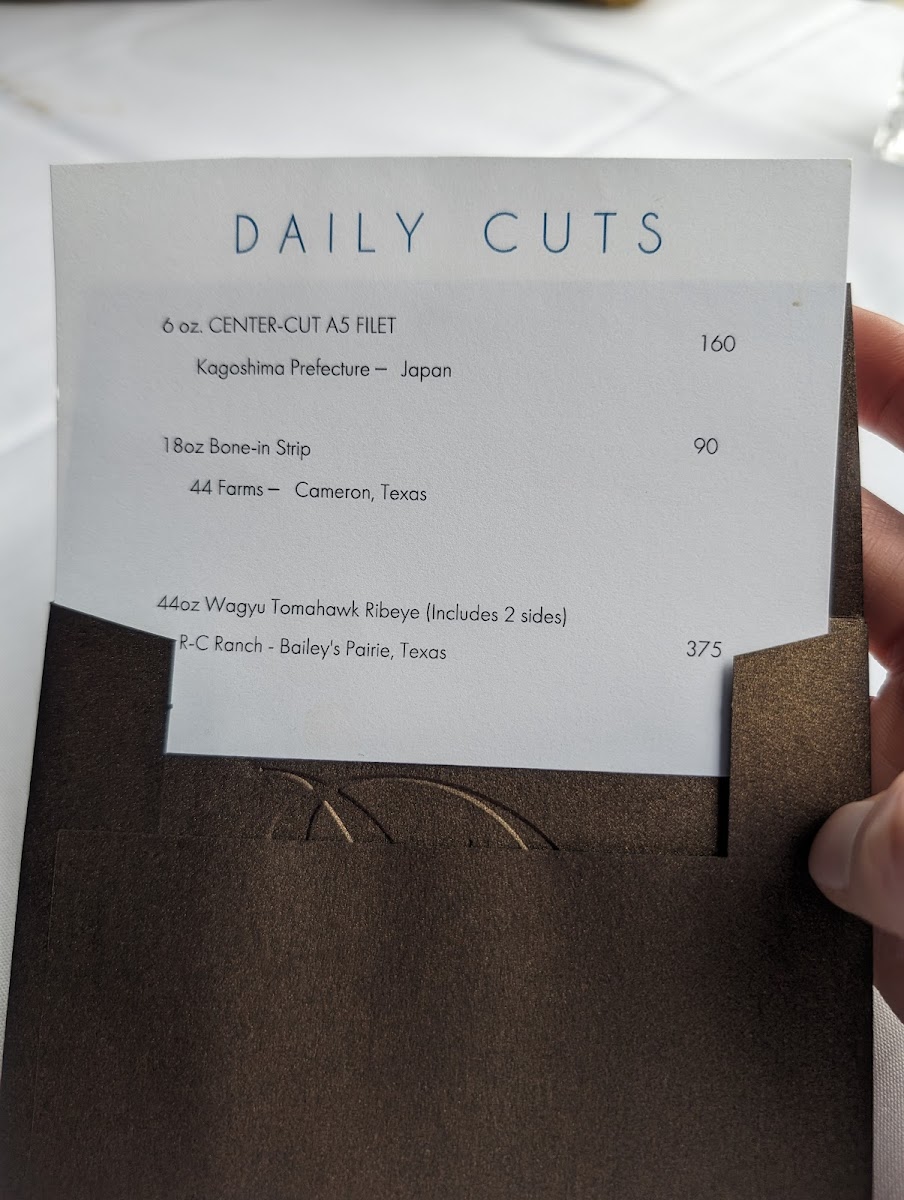 DAILY CUTS
6 oz. CENTER-CUT A5 FILET
160
Kagoshima Prefecture – Japan
18oz Bone-in Strip
90
44 Farms – Cameron, Texas
44oz Wagyu Tomahawk Ribeye (Includes 2 sides)
R-C Ranch - Bailey's Pairie, Texas
375